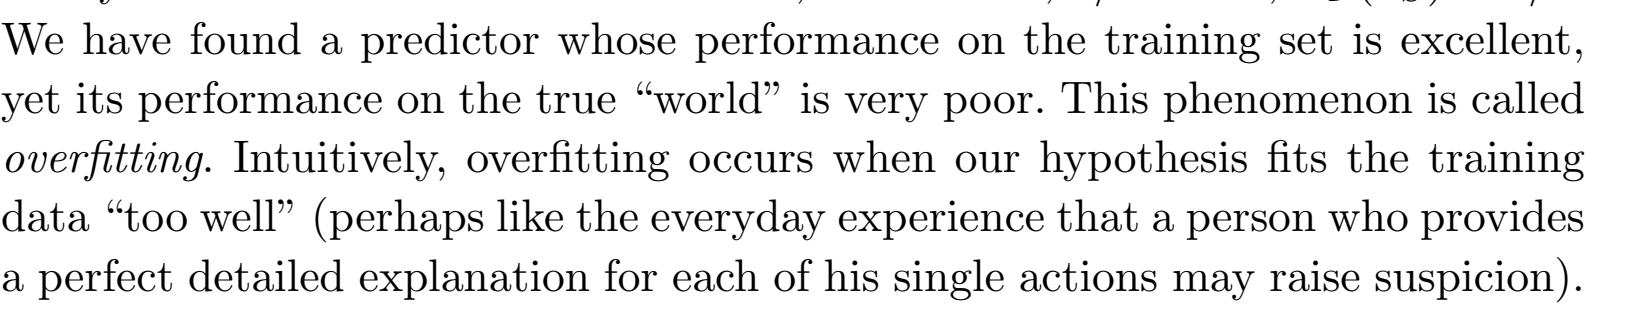 We have found a predictor whose performance on the training set is excellent,
yet its performance on the true “world” is very poor. This phenomenon is called
overfitting. Intuitively, overfitting occurs when our hypothesis fits the training
data “too well” (perhaps like the everyday experience that a person who provides
a perfect detailed explanation for each of his single actions may raise suspicion).